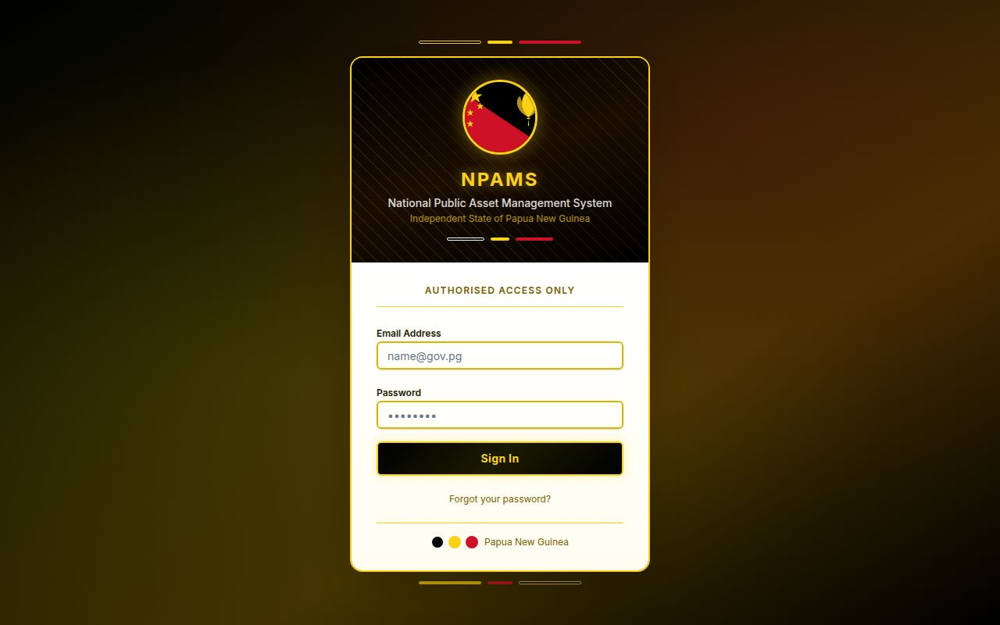 NPAMS
National Public Asset Management System
Independent State of Papua New Guinea
AUTHORISED ACCESS ONLY
Email Address
name@gov.pg
Password
••••••••
Sign In
Forgot your password?
Papua New Guinea